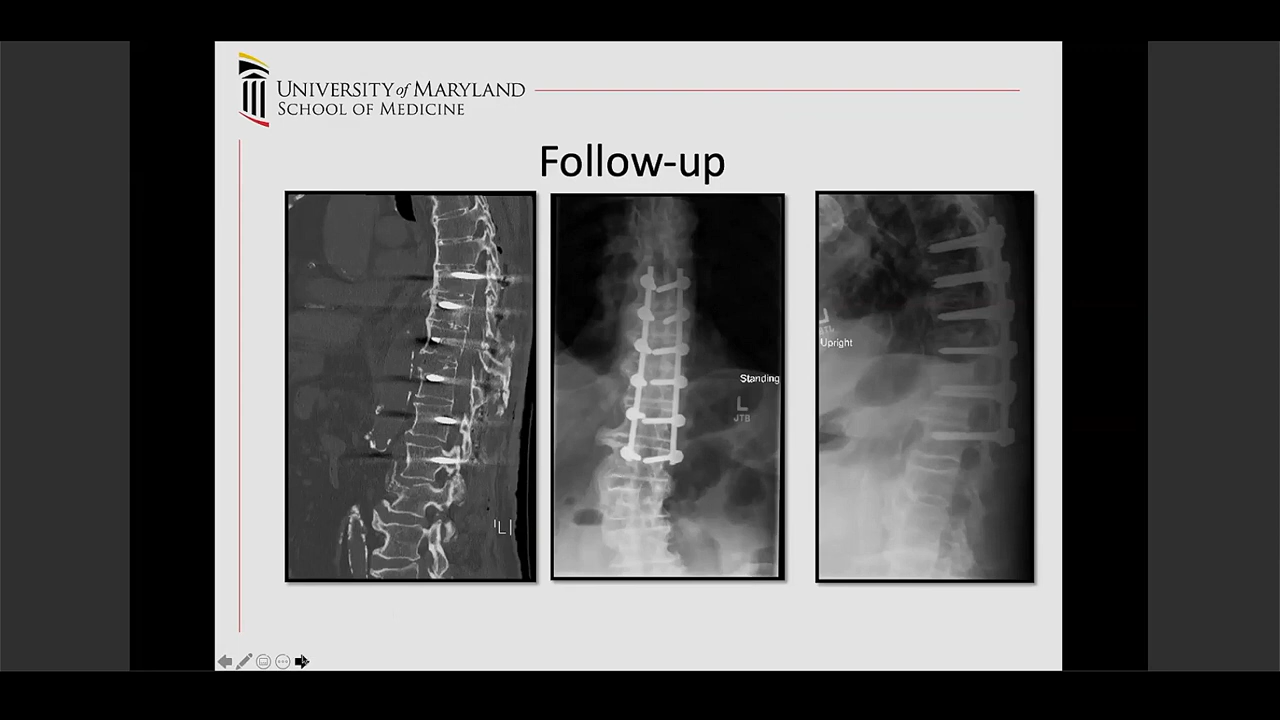 UNIVERSITY of MARYLAND
SCHOOL OF MEDICINE
Follow-up
Standing
L
JTB
Upright
L
L